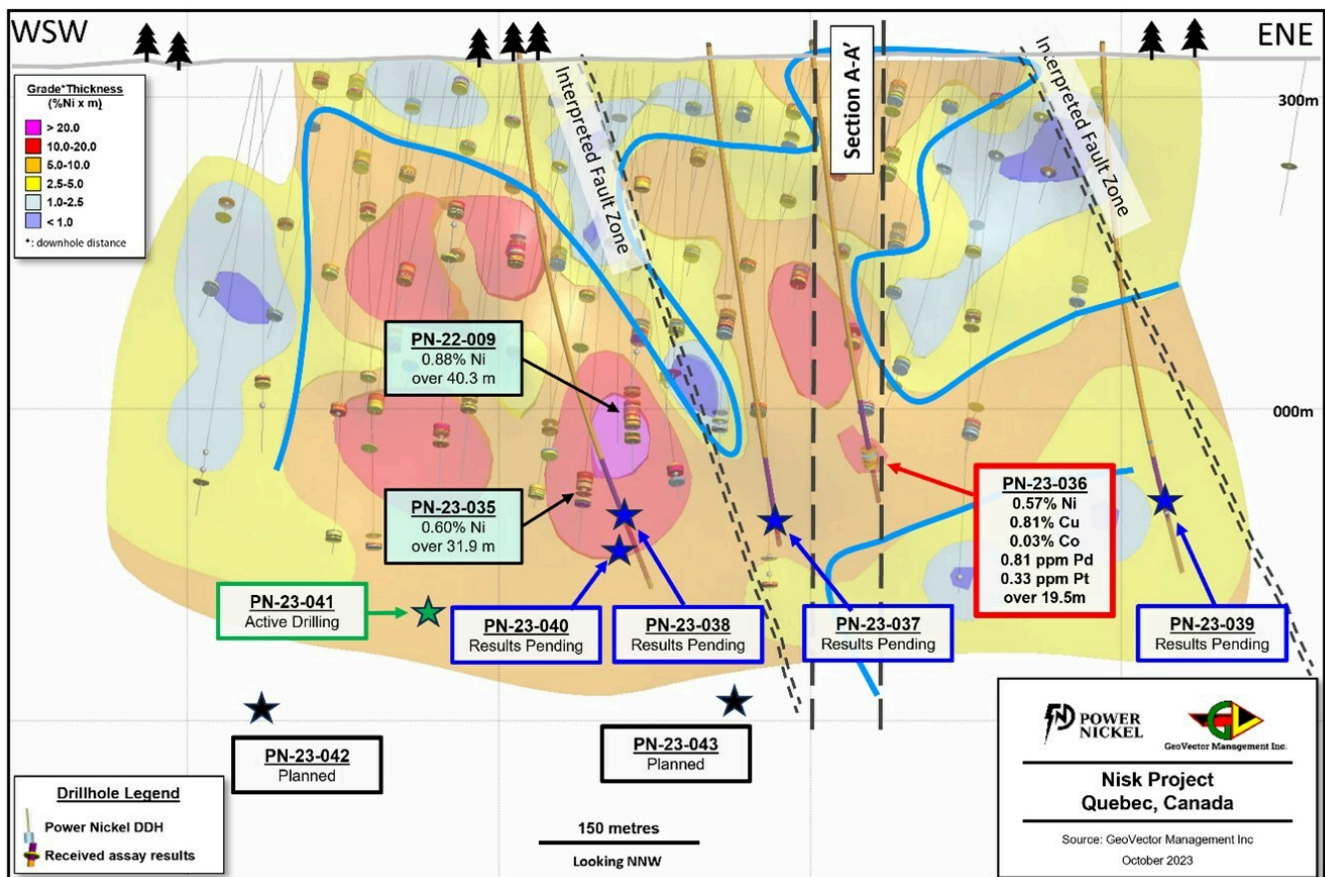 WSW
ENE
Grade*Thickness
(%Ni x m)
> 20.0
10.0-20.0
5.0-10.0
2.5-5.0
1.0-2.5
< 1.0
*: downhole distance
Interpreted Fault Zone
Section A-A'
Interpreted Fault Zone
300m
000m
PN-22-009
0.88% Ni
over 40.3 m
PN-23-035
0.60% Ni
over 31.9 m
PN-23-036
0.57% Ni
0.81% Cu
0.03% Co
0.81 ppm Pd
0.33 ppm Pt
over 19.5m
PN-23-041
Active Drilling
PN-23-040
Results Pending
PN-23-038
Results Pending
PN-23-037
Results Pending
PN-23-039
Results Pending
PN-23-042
Planned
PN-23-043
Planned
Drillhole Legend
Power Nickel DDH
Received assay results
150 metres
Looking NNW
POWER
NICKEL
GeoVector Management Inc.
Nisk Project
Quebec, Canada
Source: GeoVector Management Inc
October 2023